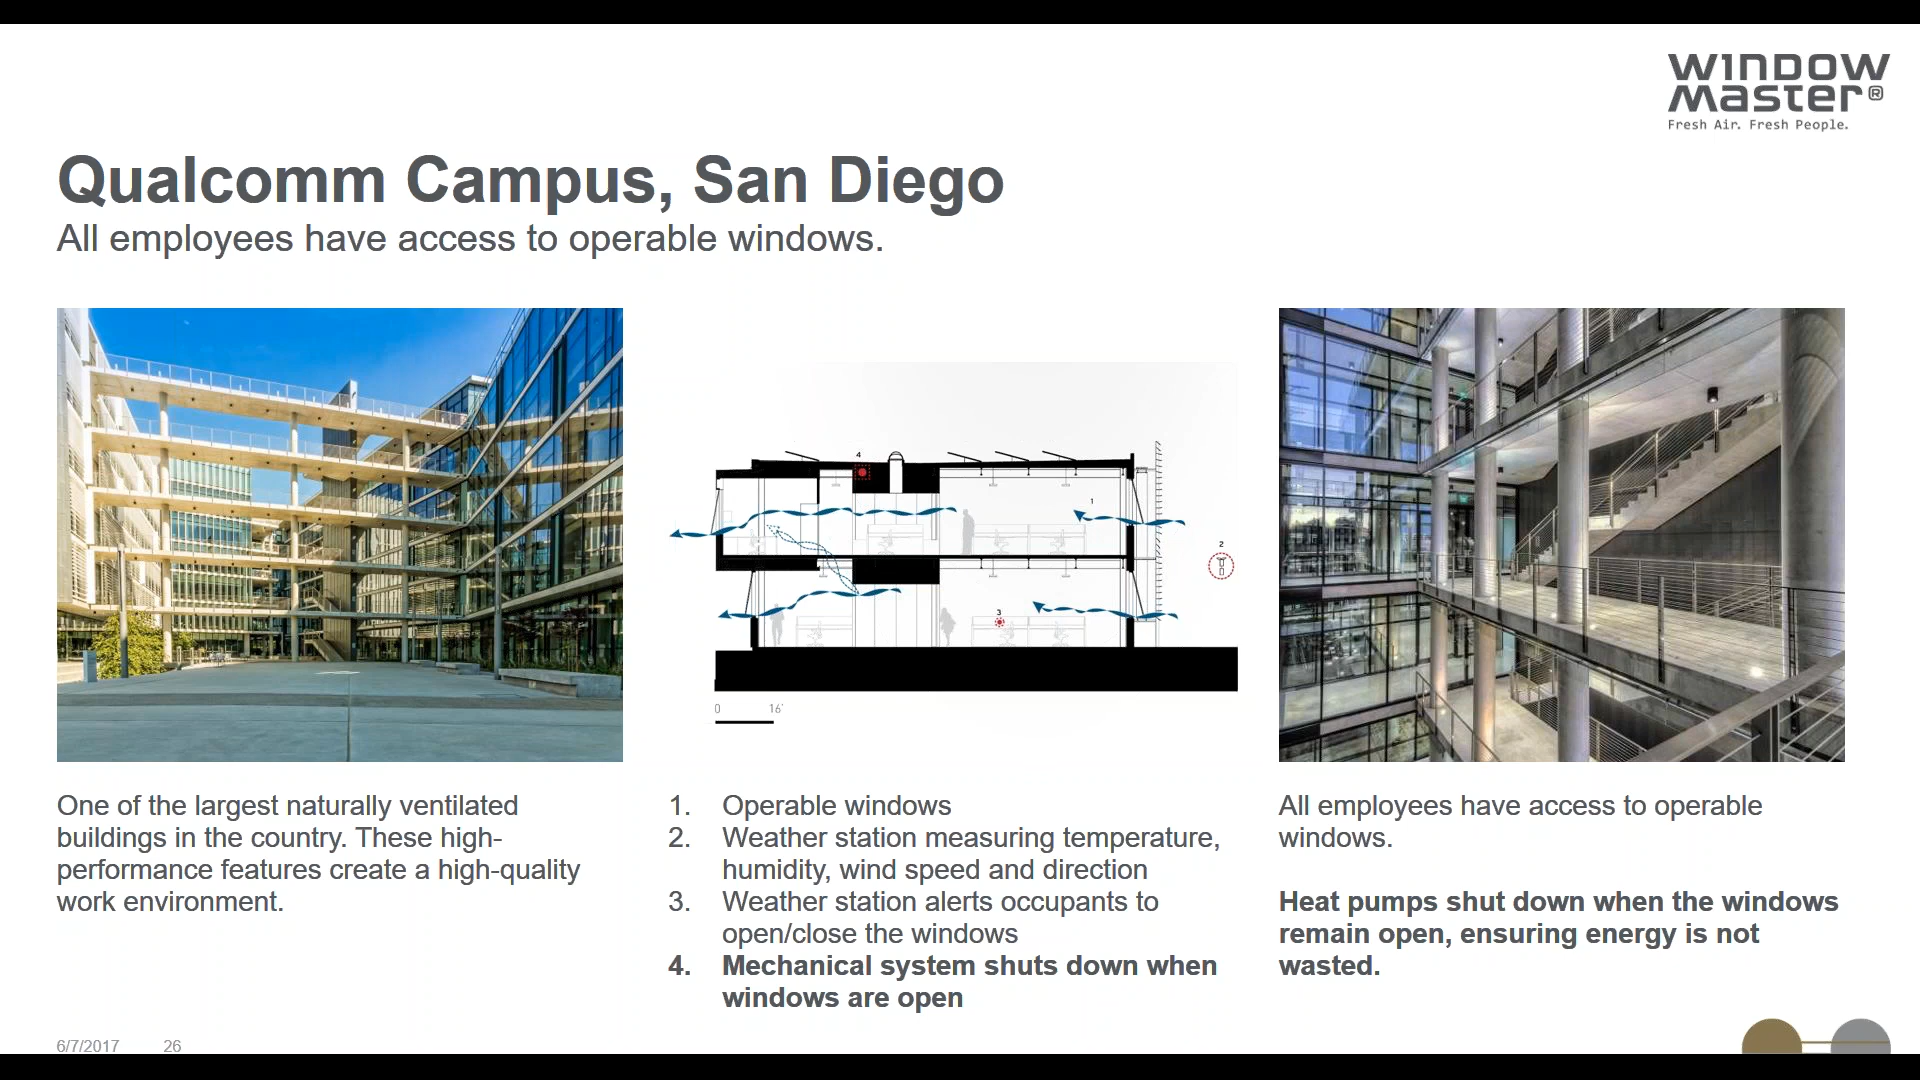 WINDOW
Master®
Fresh Air. Fresh People.
Qualcomm Campus, San Diego
All employees have access to operable windows.
4
1
2
3
0 16'
One of the largest naturally ventilated
buildings in the country. These high-
performance features create a high-quality
work environment.
1. Operable windows
2. Weather station measuring temperature,
humidity, wind speed and direction
3. Weather station alerts occupants to
open/close the windows
4. Mechanical system shuts down when
windows are open
All employees have access to operable
windows.
Heat pumps shut down when the windows
remain open, ensuring energy is not
wasted.
6/7/2017 26